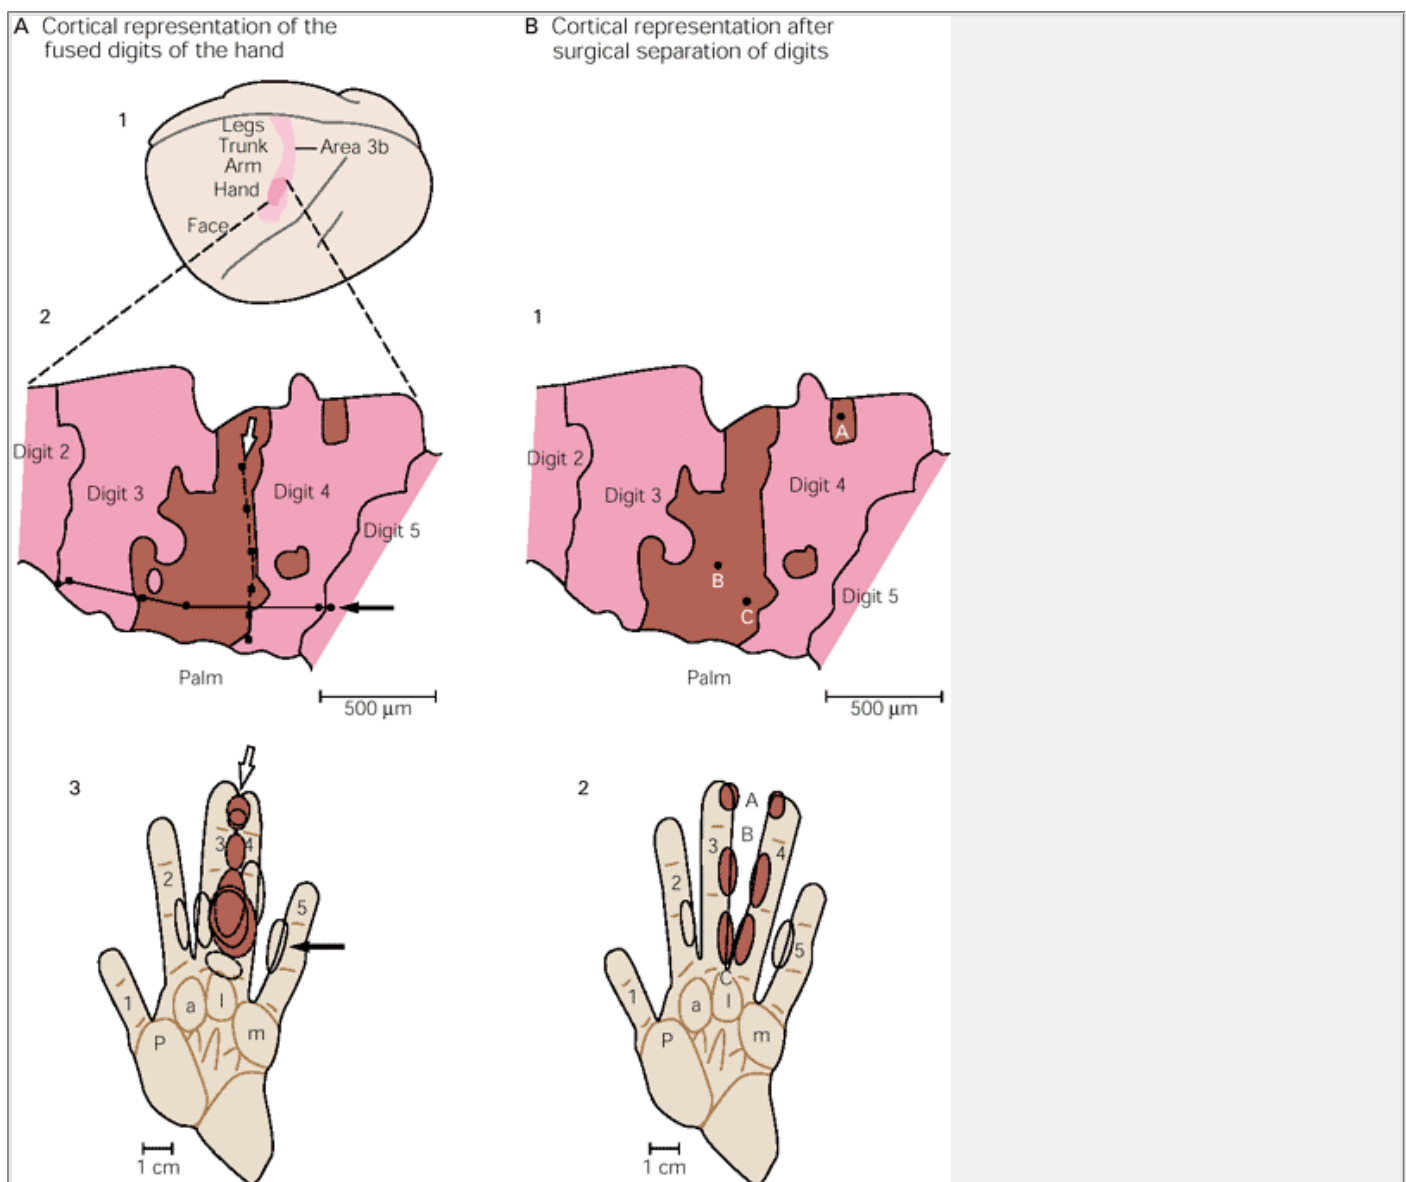 A Cortical representation of the
fused digits of the hand
1
Legs
Trunk
Area 3b
Arm
Hand
Face
2
Digit 2
Digit 3
Digit 4
Digit 5
Palm
500 µm
3
3
4
2
5
1
a
l
m
P
1 cm
B Cortical representation after
surgical separation of digits
1
A
Digit 2
Digit 3
Digit 4
B
Digit 5
C
Palm
500 µm
2
A
B
3
4
2
5
C
1
a
l
m
P
1 cm